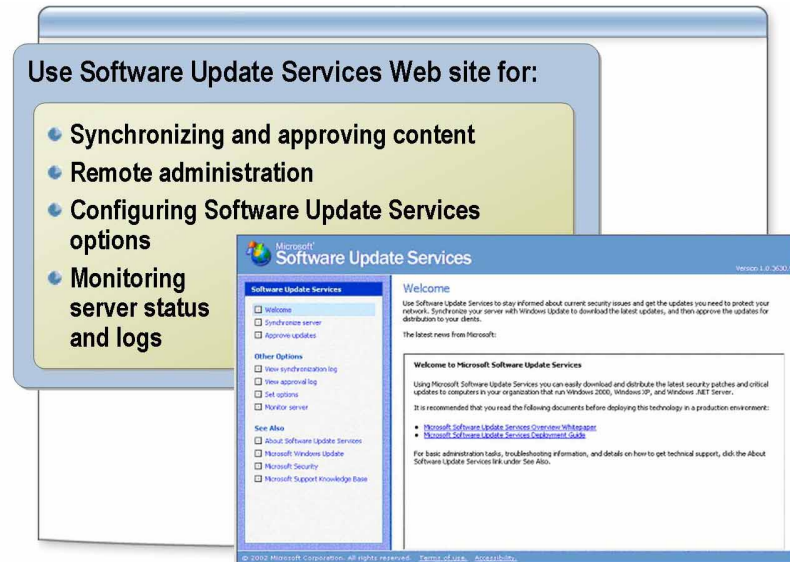 Use Software Update Services Web site for:
Synchronizing and approving content
Remote administration
Configuring Software Update Services
options
Monitoring
server status
and logs
Microsoft
Software Update Services
Version 1.0.3630.
Software Update Services
Welcome
Synchronize server
Approve updates
Other Options
View synchronization log
View approval log
Set options
Monitor server
See Also
About Software Update Services
Microsoft Windows Update
Microsoft Security
Microsoft Support Knowledge Base
Welcome
Use Software Update Services to stay informed about current security issues and get the updates you need to protect your
network. Synchronize your server with Windows Update to download the latest updates, and then approve the updates for
distribution to your clients.
The latest news from Microsoft:
Welcome to Microsoft Software Update Services
Using Microsoft Software Update Services you can easily download and distribute the latest security patches and critical
updates to computers in your organization that run Windows 2000, Windows XP, and Windows .NET Server.
It is recommended that you read the following documents before deploying this technology in a production environment:
Microsoft Software Update Services Overview Whitepaper
Microsoft Software Update Services Deployment Guide
For basic administration tasks, troubleshooting information, and details on how to get technical support, click the About
Software Update Services link under See Also.
© 2002 Microsoft Corporation. All rights reserved. Terms of use. Accessibility.